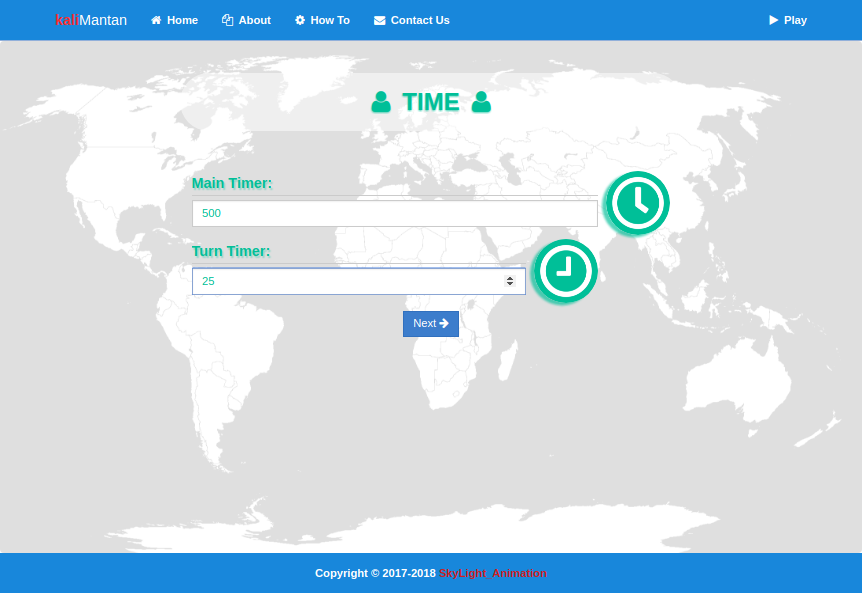 kaliMantan Home About How To Contact Us Play
TIME
Main Timer:
500
Turn Timer:
25
Next
Copyright © 2017-2018 SkyLight_Animation